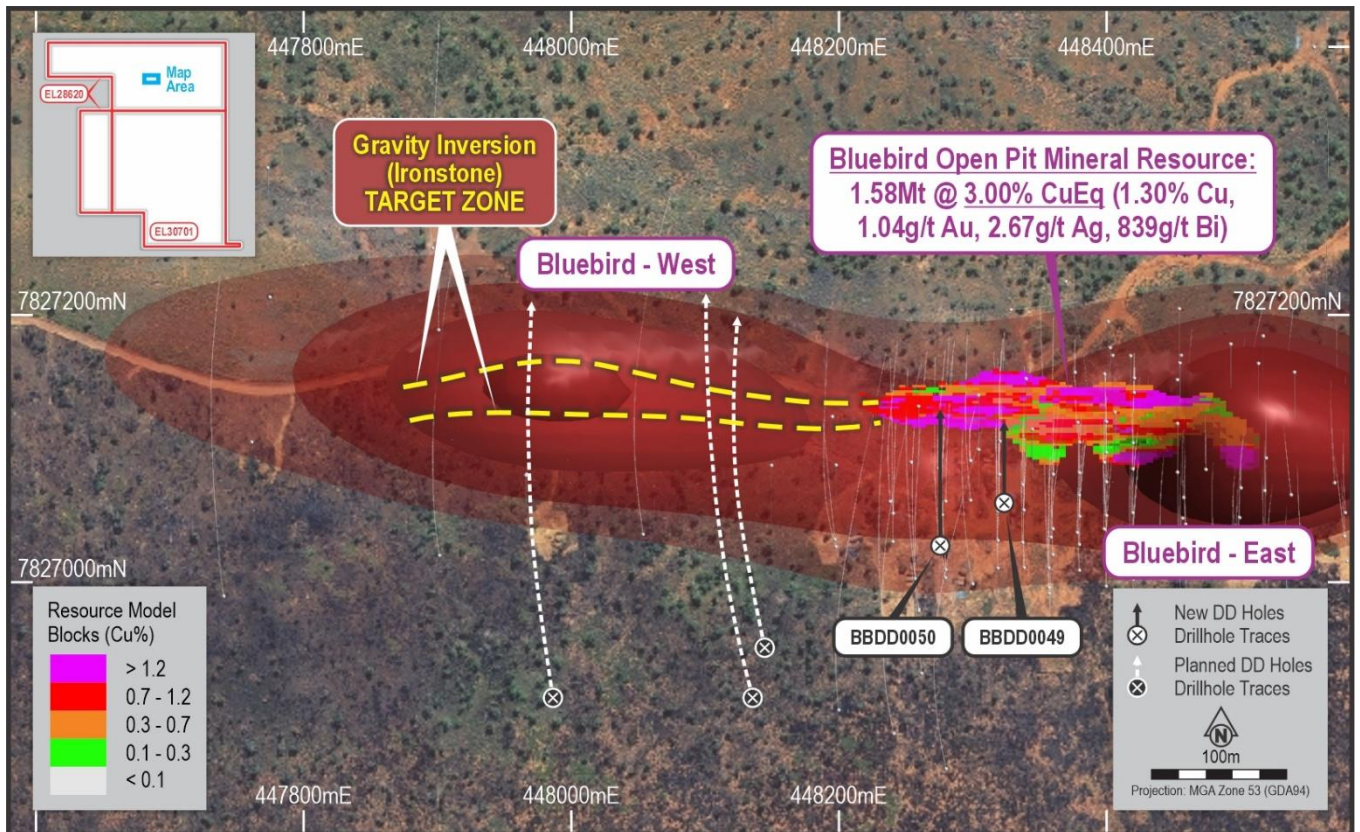 447800mE
448000mE
448200mE
448400mE
Map
Area
EL28620
EL30701
Gravity Inversion
(Ironstone)
TARGET ZONE
Bluebird Open Pit Mineral Resource:
1.58Mt @ 3.00% CuEq (1.30% Cu,
1.04g/t Au, 2.67g/t Ag, 839g/t Bi)
Bluebird - West
7827200mN
7827200mN
Bluebird - East
7827000mN
BBDD0050
BBDD0049
Resource Model
Blocks (Cu%)
> 1.2
0.7 - 1.2
0.3 - 0.7
0.1 - 0.3
< 0.1
New DD Holes
Drillhole Traces
Planned DD Holes
Drillhole Traces
N
100m
Projection: MGA Zone 53 (GDA94)
447800mE
448000mE
448200mE